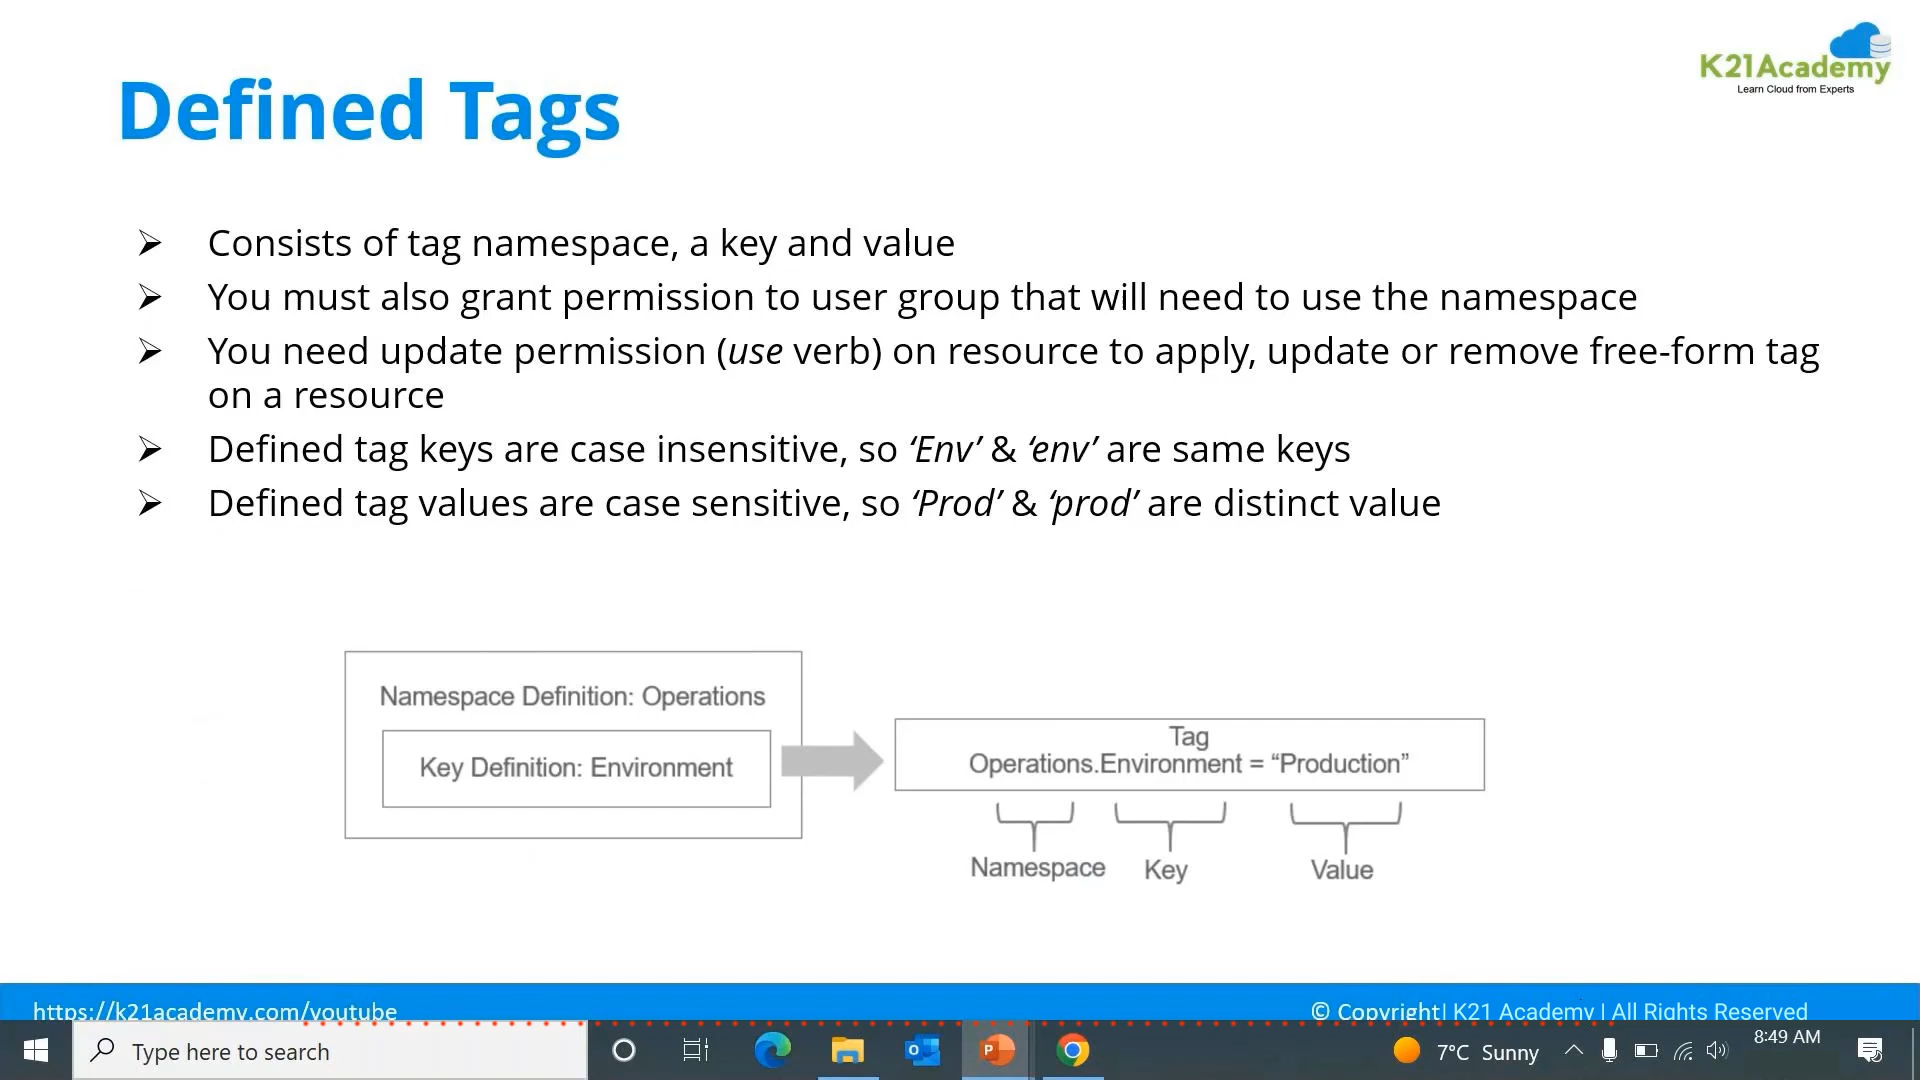 K21Academy
Learn Cloud from Experts
Defined Tags
Consists of tag namespace, a key and value
You must also grant permission to user group that will need to use the namespace
You need update permission (use verb) on resource to apply, update or remove free-form tag
on a resource
Defined tag keys are case insensitive, so ‘Env’ & ‘env’ are same keys
Defined tag values are case sensitive, so ‘Prod’ & ‘prod’ are distinct value
Namespace Definition: Operations
Key Definition: Environment
Tag
Operations.Environment = “Production”
Namespace Key Value
https://k21academy.com/youtube
© Copyright| K21 Academy | All Rights Reserved
Type here to search
7°C Sunny
8:49 AM